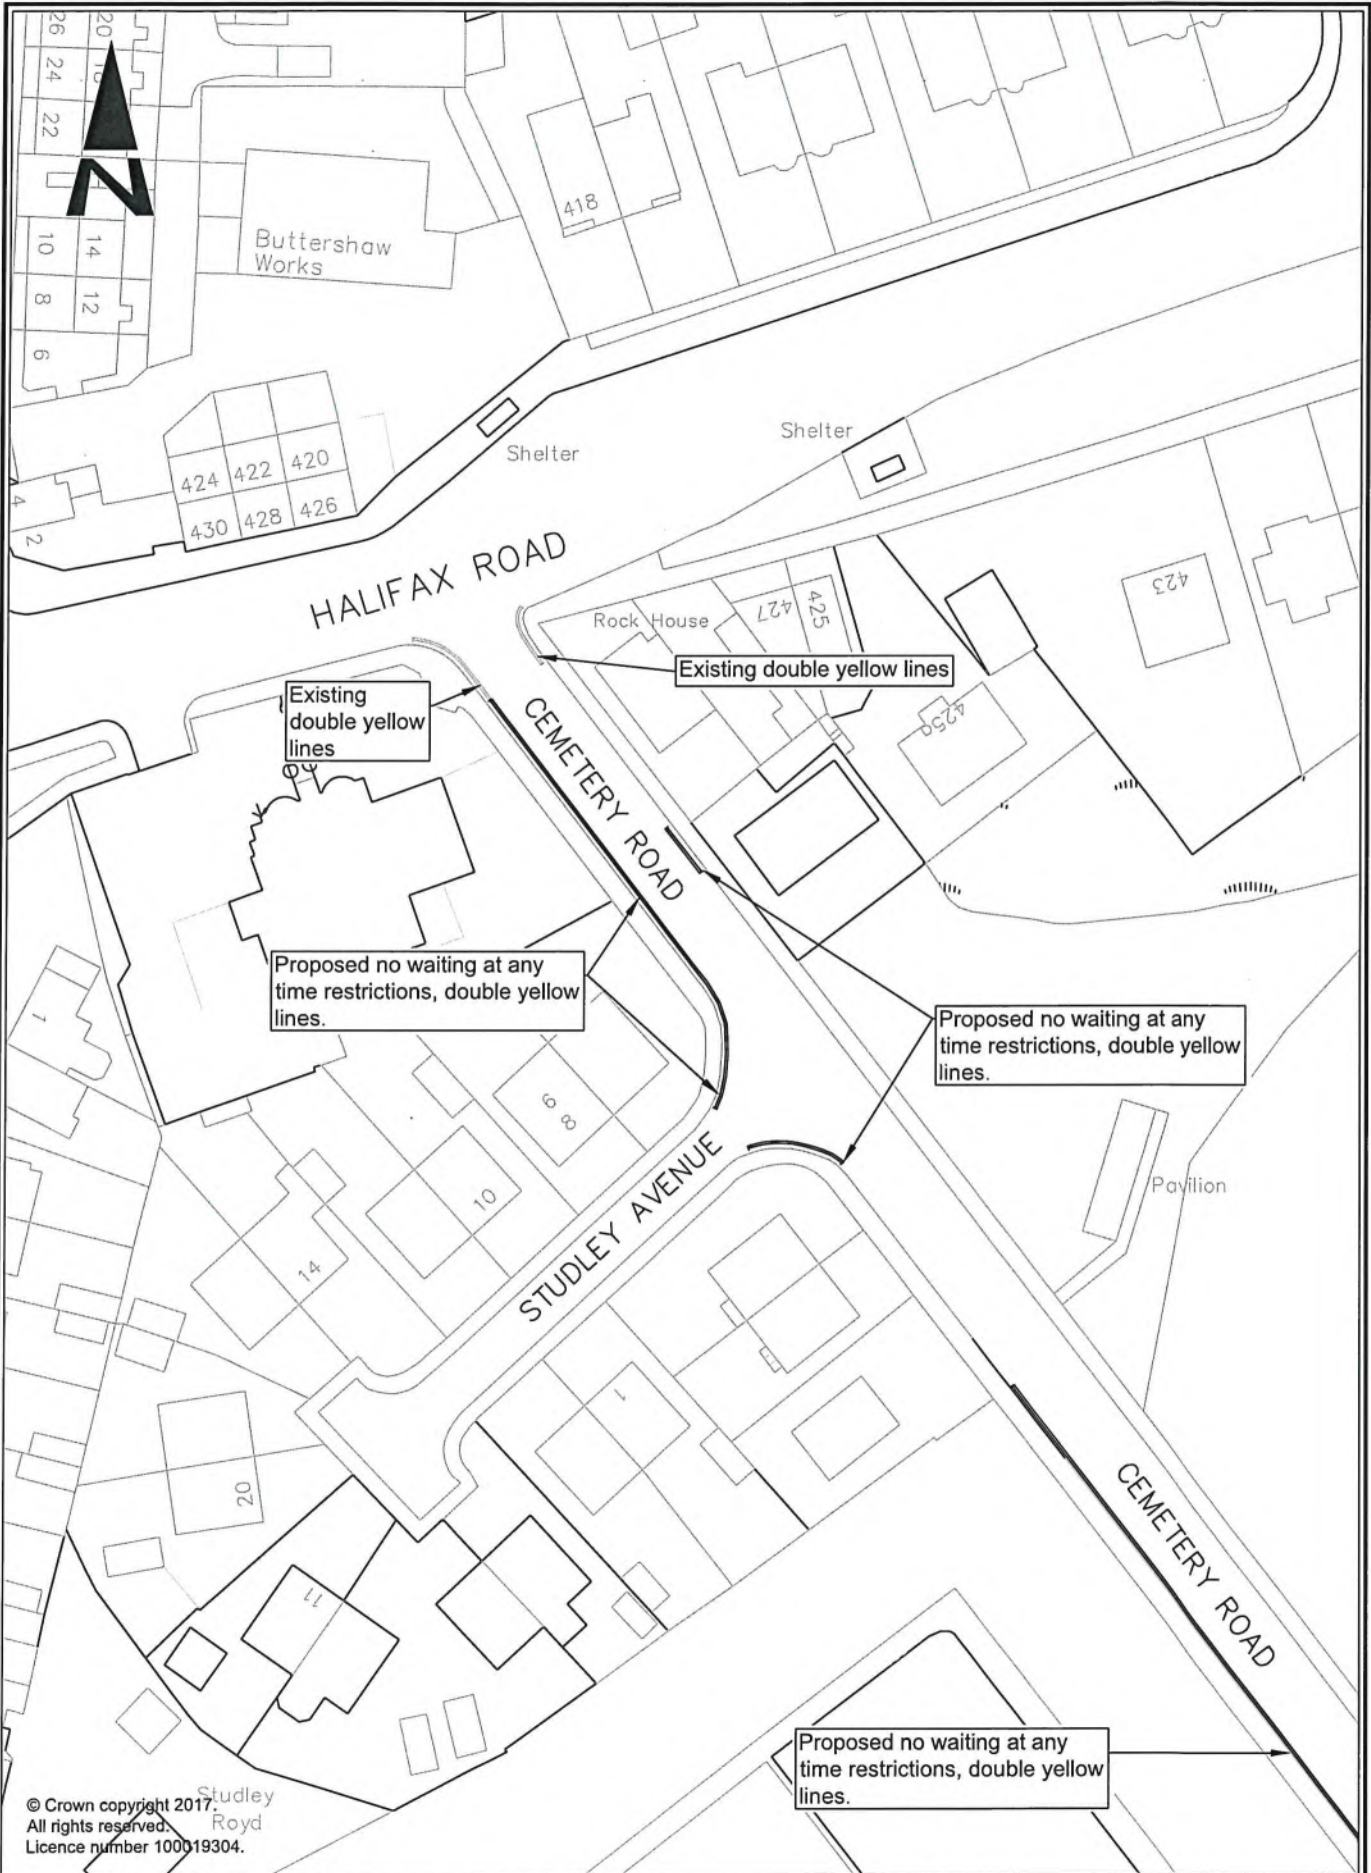 26
20
24
18
22
N
10
14
8
12
6
4
2
Buttershaw
Works
418
424
422
420
430
428
426
Shelter
Shelter
HALIFAX ROAD
Rock House
427
425
423
425a
Existing double yellow lines
Existing
double yellow
lines
CEMETERY ROAD
Proposed no waiting at any
time restrictions, double yellow
lines.
Proposed no waiting at any
time restrictions, double yellow
lines.
1
6
8
10
14
STUDLEY AVENUE
Pavilion
1
20
11
CEMETERY ROAD
Proposed no waiting at any
time restrictions, double yellow
lines.
Studley
Royd
© Crown copyright 2017.
All rights reserved.
Licence number 100019304.